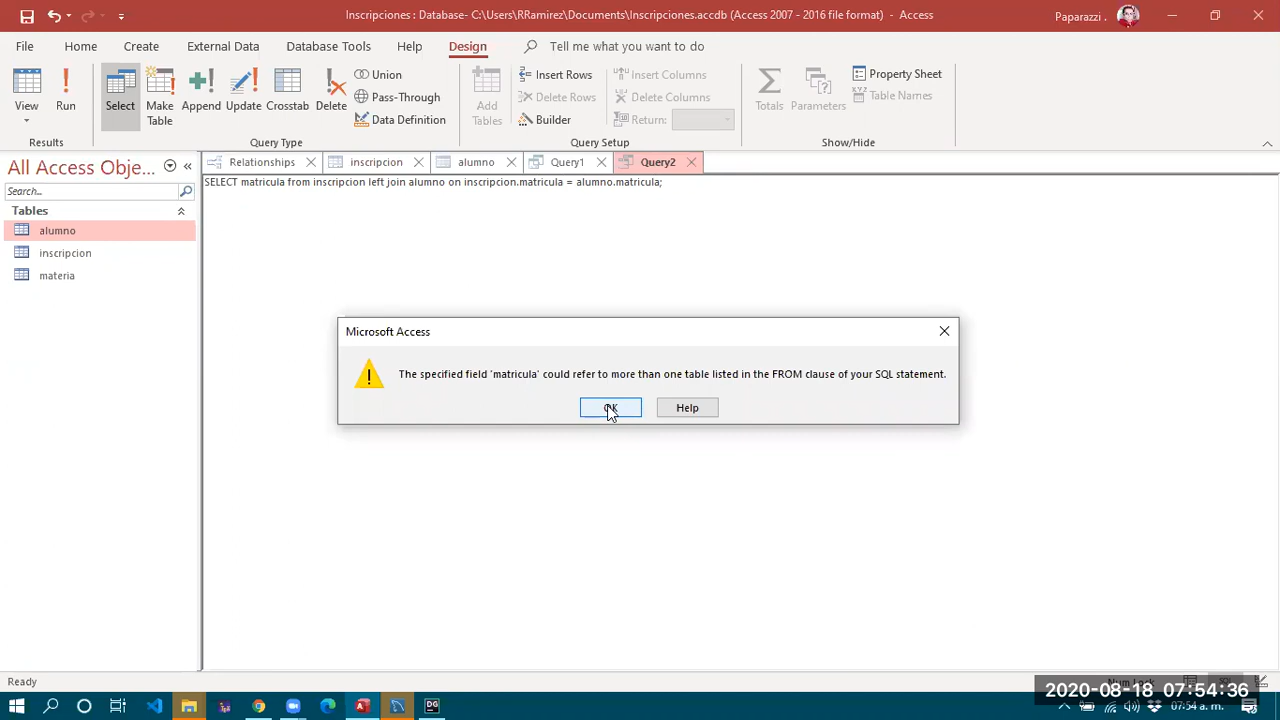 Inscripciones : Database- C:\Users\RRamirez\Documents\Inscripciones.accdb (Access 2007 - 2016 file format) - Access
Paparazzi .
File Home Create External Data Database Tools Help Design Tell me what you want to do
View
Run
Select
Make Table
Append
Update
Crosstab
Delete
Union
Pass-Through
Data Definition
Add Tables
Insert Rows
Delete Rows
Builder
Insert Columns
Delete Columns
Return:
Totals
Parameters
Property Sheet
Table Names
Results Query Type Query Setup Show/Hide
All Access Obje...
Search...
Tables
alumno
inscripcion
materia
Relationships inscripcion alumno Query1 Query2
SELECT matricula from inscripcion left join alumno on inscripcion.matricula = alumno.matricula;
Microsoft Access
The specified field 'matricula' could refer to more than one table listed in the FROM clause of your SQL statement.
OK Help
Ready
Num Lock
2020-08-18 07:54:36
07:54 a. m.